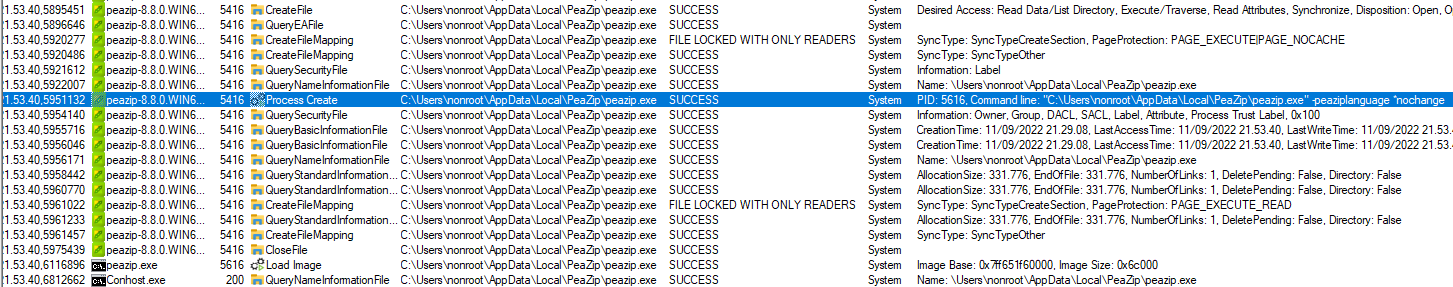 21.53.40,5895451 peazip-8.8.0.WIN6... 5416 CreateFile C:\Users\nonroot\AppData\Local\PeaZip\peazip.exe SUCCESS System Desired Access: Read Data/List Directory, Execute/Traverse, Read Attributes, Synchronize, Disposition: Open, O
21.53.40,5896646 peazip-8.8.0.WIN6... 5416 QueryEAFile C:\Users\nonroot\AppData\Local\PeaZip\peazip.exe SUCCESS System
21.53.40,5920277 peazip-8.8.0.WIN6... 5416 CreateFileMapping C:\Users\nonroot\AppData\Local\PeaZip\peazip.exe FILE LOCKED WITH ONLY READERS System SyncType: SyncTypeCreateSection, PageProtection: PAGE_EXECUTE|PAGE_NOCACHE
21.53.40,5920486 peazip-8.8.0.WIN6... 5416 CreateFileMapping C:\Users\nonroot\AppData\Local\PeaZip\peazip.exe SUCCESS System SyncType: SyncTypeOther
21.53.40,5921612 peazip-8.8.0.WIN6... 5416 QuerySecurityFile C:\Users\nonroot\AppData\Local\PeaZip\peazip.exe SUCCESS System Information: Label
21.53.40,5922007 peazip-8.8.0.WIN6... 5416 QueryNameInformationFile C:\Users\nonroot\AppData\Local\PeaZip\peazip.exe SUCCESS System Name: \Users\nonroot\AppData\Local\PeaZip\peazip.exe
21.53.40,5951132 peazip-8.8.0.WIN6... 5416 Process Create C:\Users\nonroot\AppData\Local\PeaZip\peazip.exe SUCCESS System PID: 5616, Command line: "C:\Users\nonroot\AppData\Local\PeaZip\peazip.exe" -peaziplanguage *nochange
21.53.40,5954140 peazip-8.8.0.WIN6... 5416 QuerySecurityFile C:\Users\nonroot\AppData\Local\PeaZip\peazip.exe SUCCESS System Information: Owner, Group, DACL, SACL, Label, Attribute, Process Trust Label, 0x100
21.53.40,5955716 peazip-8.8.0.WIN6... 5416 QueryBasicInformationFile C:\Users\nonroot\AppData\Local\PeaZip\peazip.exe SUCCESS System CreationTime: 11/09/2022 21.29.08, LastAccessTime: 11/09/2022 21.53.40, LastWriteTime: 11/09/2022 21.53.
21.53.40,5956046 peazip-8.8.0.WIN6... 5416 QueryBasicInformationFile C:\Users\nonroot\AppData\Local\PeaZip\peazip.exe SUCCESS System CreationTime: 11/09/2022 21.29.08, LastAccessTime: 11/09/2022 21.53.40, LastWriteTime: 11/09/2022 21.53.
21.53.40,5956171 peazip-8.8.0.WIN6... 5416 QueryNameInformationFile C:\Users\nonroot\AppData\Local\PeaZip\peazip.exe SUCCESS System Name: \Users\nonroot\AppData\Local\PeaZip\peazip.exe
21.53.40,5958442 peazip-8.8.0.WIN6... 5416 QueryStandardInformation... C:\Users\nonroot\AppData\Local\PeaZip\peazip.exe SUCCESS System AllocationSize: 331.776, EndOfFile: 331.776, NumberOfLinks: 1, DeletePending: False, Directory: False
21.53.40,5960770 peazip-8.8.0.WIN6... 5416 QueryStandardInformation... C:\Users\nonroot\AppData\Local\PeaZip\peazip.exe SUCCESS System AllocationSize: 331.776, EndOfFile: 331.776, NumberOfLinks: 1, DeletePending: False, Directory: False
21.53.40,5961022 peazip-8.8.0.WIN6... 5416 CreateFileMapping C:\Users\nonroot\AppData\Local\PeaZip\peazip.exe FILE LOCKED WITH ONLY READERS System SyncType: SyncTypeCreateSection, PageProtection: PAGE_EXECUTE_READ
21.53.40,5961233 peazip-8.8.0.WIN6... 5416 QueryStandardInformation... C:\Users\nonroot\AppData\Local\PeaZip\peazip.exe SUCCESS System AllocationSize: 331.776, EndOfFile: 331.776, NumberOfLinks: 1, DeletePending: False, Directory: False
21.53.40,5961457 peazip-8.8.0.WIN6... 5416 CreateFileMapping C:\Users\nonroot\AppData\Local\PeaZip\peazip.exe SUCCESS System SyncType: SyncTypeOther
21.53.40,5975439 peazip-8.8.0.WIN6... 5416 CloseFile C:\Users\nonroot\AppData\Local\PeaZip\peazip.exe SUCCESS System
21.53.40,6116896 peazip.exe 5616 Load Image C:\Users\nonroot\AppData\Local\PeaZip\peazip.exe SUCCESS System Image Base: 0x7ff651f60000, Image Size: 0x6c000
21.53.40,6812662 Conhost.exe 200 QueryNameInformationFile C:\Users\nonroot\AppData\Local\PeaZip\peazip.exe SUCCESS System Name: \Users\nonroot\AppData\Local\PeaZip\peazip.exe